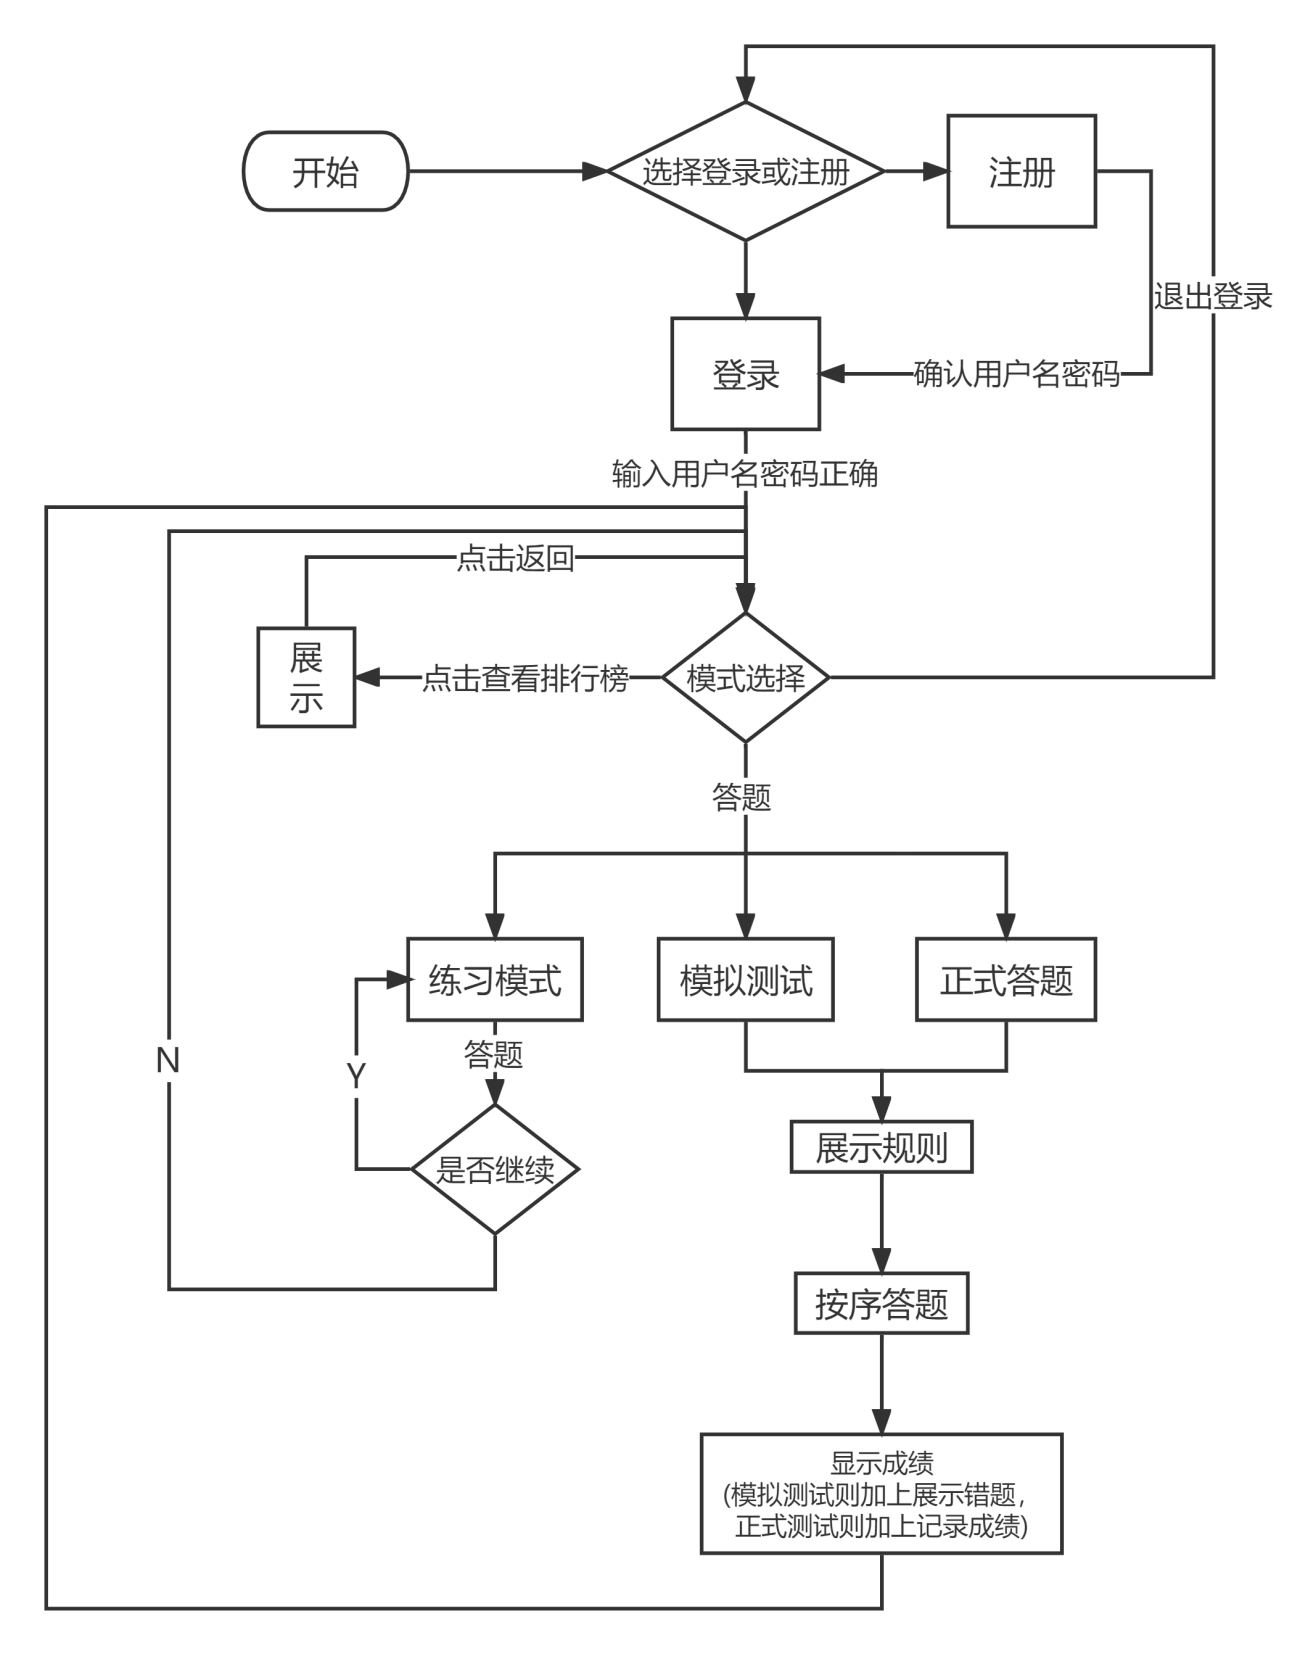 开始
选择登录或注册
注册
退出登录
登录
确认用户名密码
输入用户名密码正确
点击返回
展
示
点击查看排行榜
模式选择
答题
练习模式
模拟测试
正式答题
N
Y
答题
展示规则
是否继续
按序答题
显示成绩
(模拟测试则加上展示错题,
正式测试则加上记录成绩)